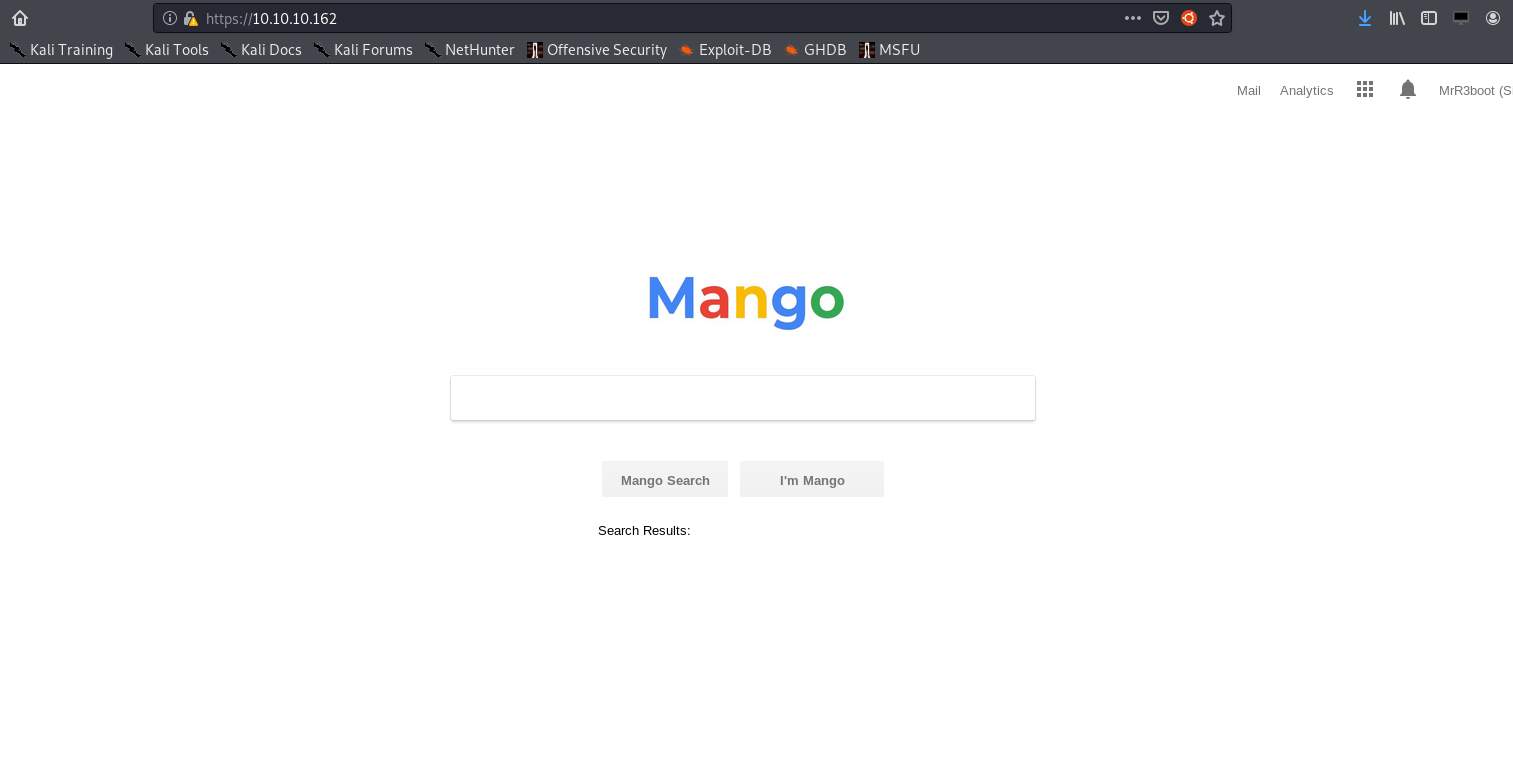 https://10.10.10.162
Kali Training Kali Tools Kali Docs Kali Forums NetHunter Offensive Security Exploit-DB GHDB MSFU
Mail Analytics MrR3boot (S
Mango
Mango Search I'm Mango
Search Results: